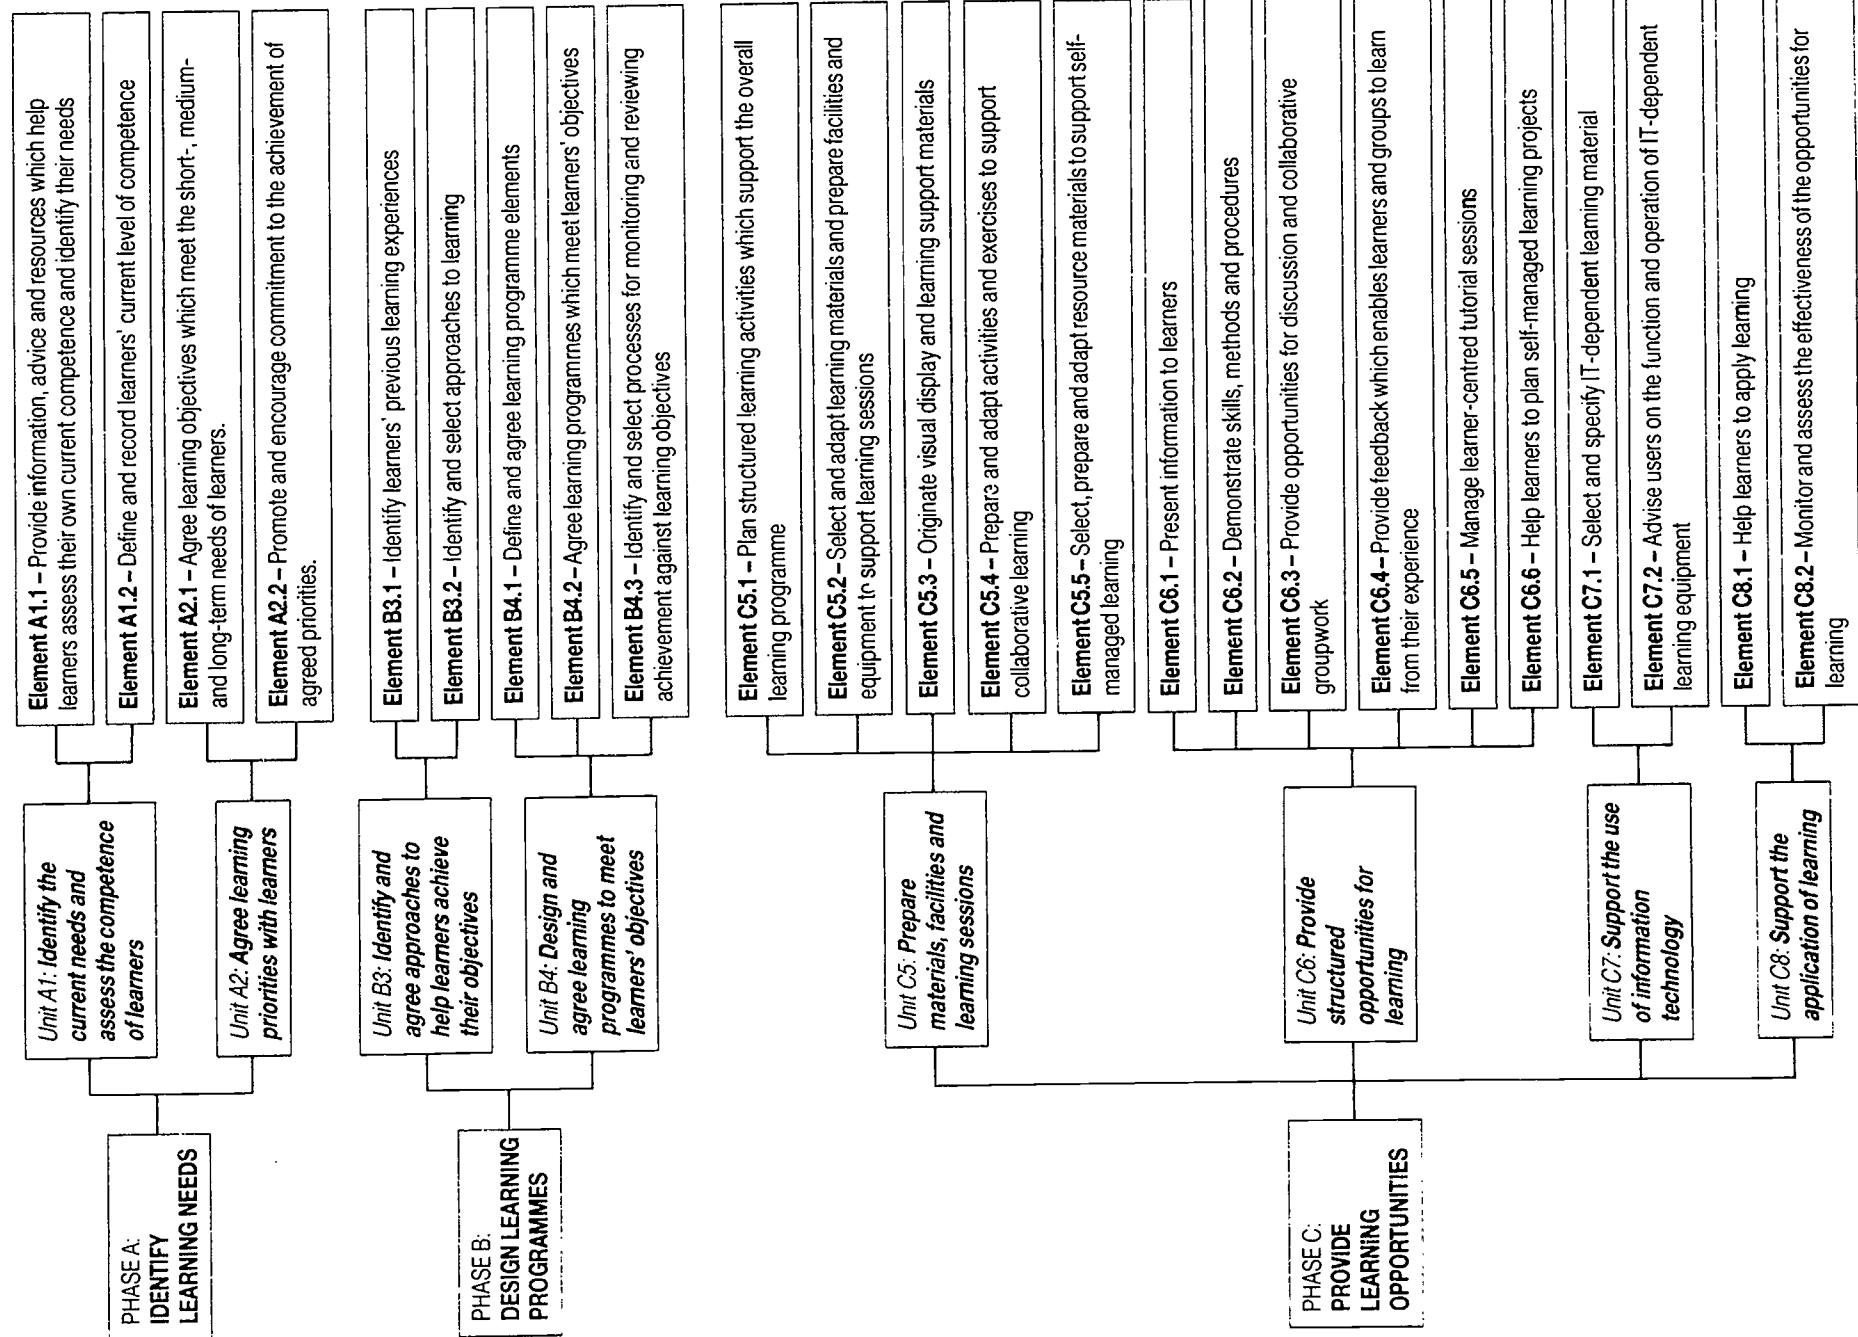 PHASE A:
IDENTIFY
LEARNING NEEDS
Unit A1: Identify the
current needs and
assess the competence
of learners
Element A1.1 – Provide information, advice and resources which help
learners assess their own current competence and identify their needs
Element A1.2 – Define and record learners' current level of competence
Unit A2: Agree learning
priorities with learners
Element A2.1 – Agree learning objectives which meet the short-, medium-
and long-term needs of learners.
Element A2.2 – Promote and encourage commitment to the achievement of
agreed priorities.
PHASE B:
DESIGN LEARNING
PROGRAMMES
Unit B3: Identify and
agree approaches to
help learners achieve
their objectives
Element B3.1 – Identify learners' previous learning experiences
Element B3.2 – Identify and select approaches to learning
Unit B4: Design and
agree learning
programmes to meet
learners' objectives
Element B4.1 – Define and agree learning programme elements
Element B4.2 – Agree learning programmes which meet learners' objectives
Element B4.3 – Identify and select processes for monitoring and reviewing
achievement against learning objectives
PHASE C:
PROVIDE
LEARNING
OPPORTUNITIES
Unit C5: Prepare
materials, facilities and
learning sessions
Element C5.1 – Plan structured learning activities which support the overall
learning programme
Element C5.2 – Select and adapt learning materials and prepare facilities and
equipment to support learning sessions
Element C5.3 – Originate visual display and learning support materials
Element C5.4 – Prepare and adapt activities and exercises to support
collaborative learning
Element C5.5 – Select, prepare and adapt resource materials to support self-
managed learning
Unit C6: Provide
structured
opportunities for
learning
Element C6.1 – Present information to learners
Element C6.2 – Demonstrate skills, methods and procedures
Element C6.3 – Provide opportunities for discussion and collaborative
groupwork
Element C6.4 – Provide feedback which enables learners and groups to learn
from their experience
Element C6.5 – Manage learner-centred tutorial sessions
Element C6.6 – Help learners to plan self-managed learning projects
Unit C7: Support the use
of information
technology
Element C7.1 – Select and specify IT-dependent learning material
Element C7.2 – Advise users on the function and operation of IT-dependent
learning equipment
Unit C8: Support the
application of learning
Element C8.1 – Help learners to apply learning
Element C8.2 – Monitor and assess the effectiveness of the opportunities for
learning